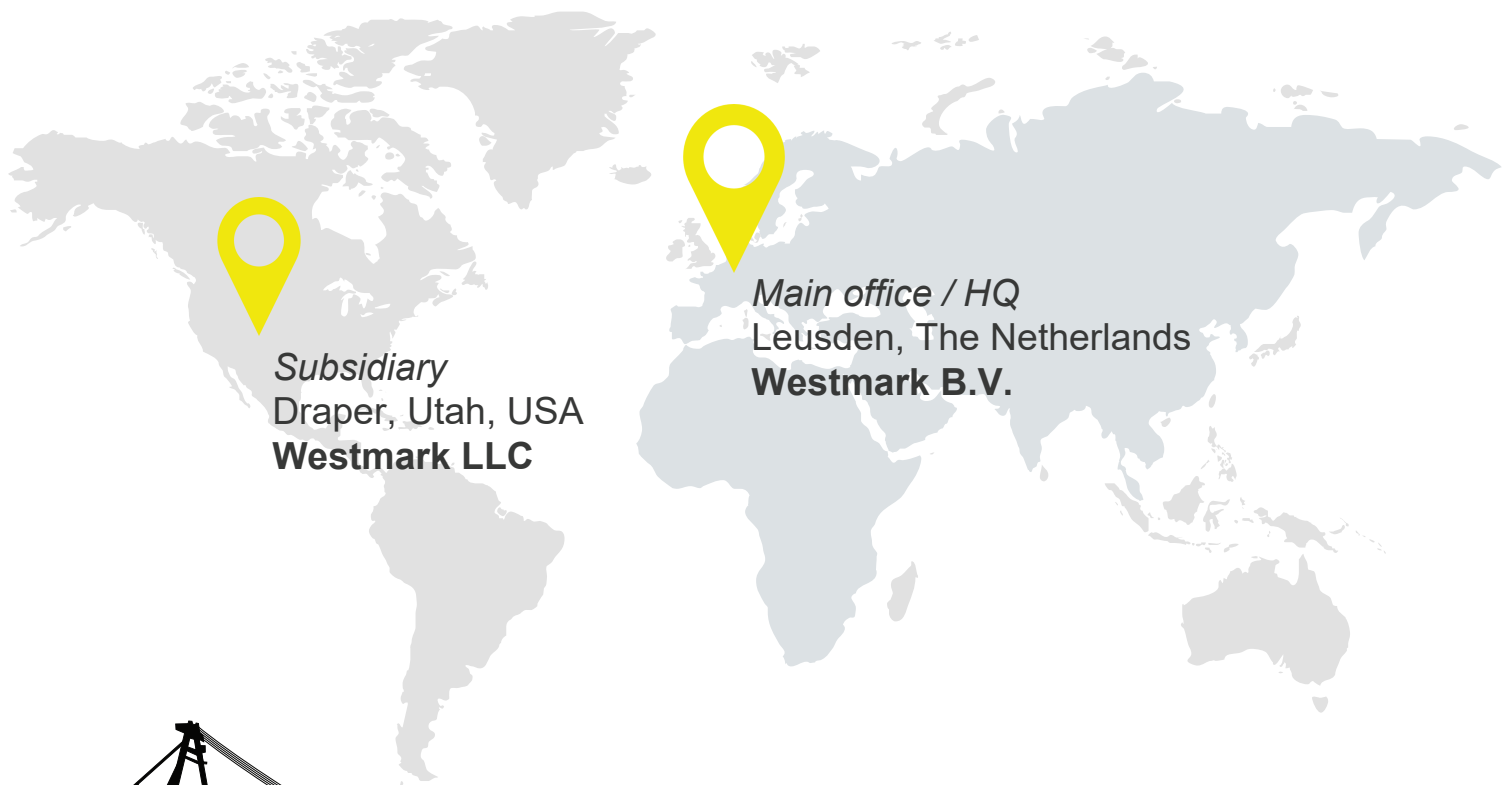 Main office / HQ
Leusden, The Netherlands
Westmark B.V.
Subsidiary
Draper, Utah, USA
Westmark LLC